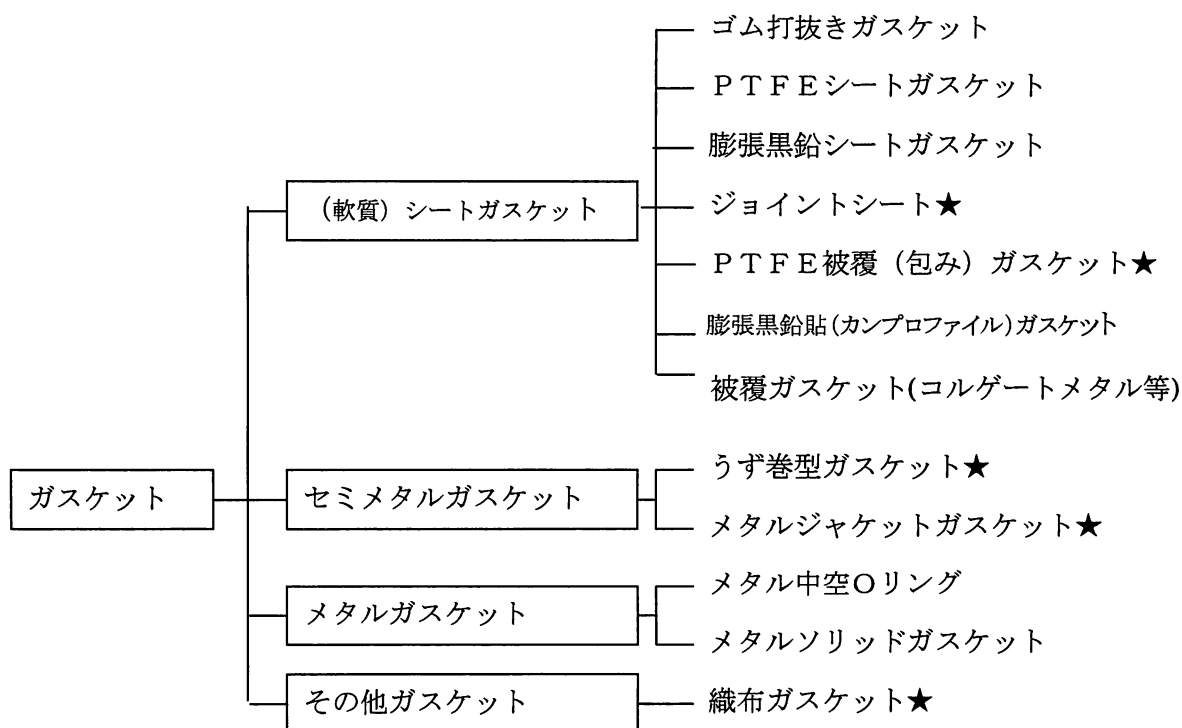 ゴム打抜きガスケット
ＰＴＦＥシートガスケット
膨張黒鉛シートガスケット
（軟質）シートガスケット
ジョイントシート★
ＰＴＦＥ被覆（包み）ガスケット★
膨張黒鉛貼(カンプロファイル)ガスケット
被覆ガスケット(コルゲートメタル等)
ガスケット
セミメタルガスケット
うず巻型ガスケット★
メタルジャケットガスケット★
メタルガスケット
メタル中空Ｏリング
メタルソリッドガスケット
その他ガスケット
織布ガスケット★